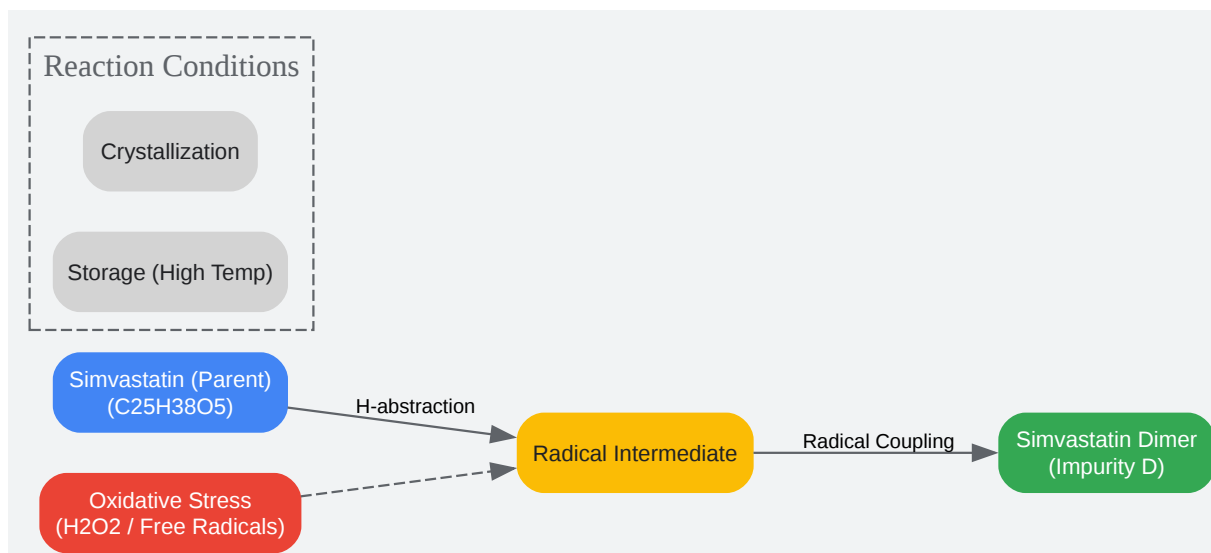 Reaction Conditions
Crystallization
Storage (High Temp)
Simvastatin (Parent)
(C25H38O5)
H-abstraction
Oxidative Stress
(H2O2 / Free Radicals)
Radical Intermediate
Radical Coupling
Simvastatin Dimer
(Impurity D)